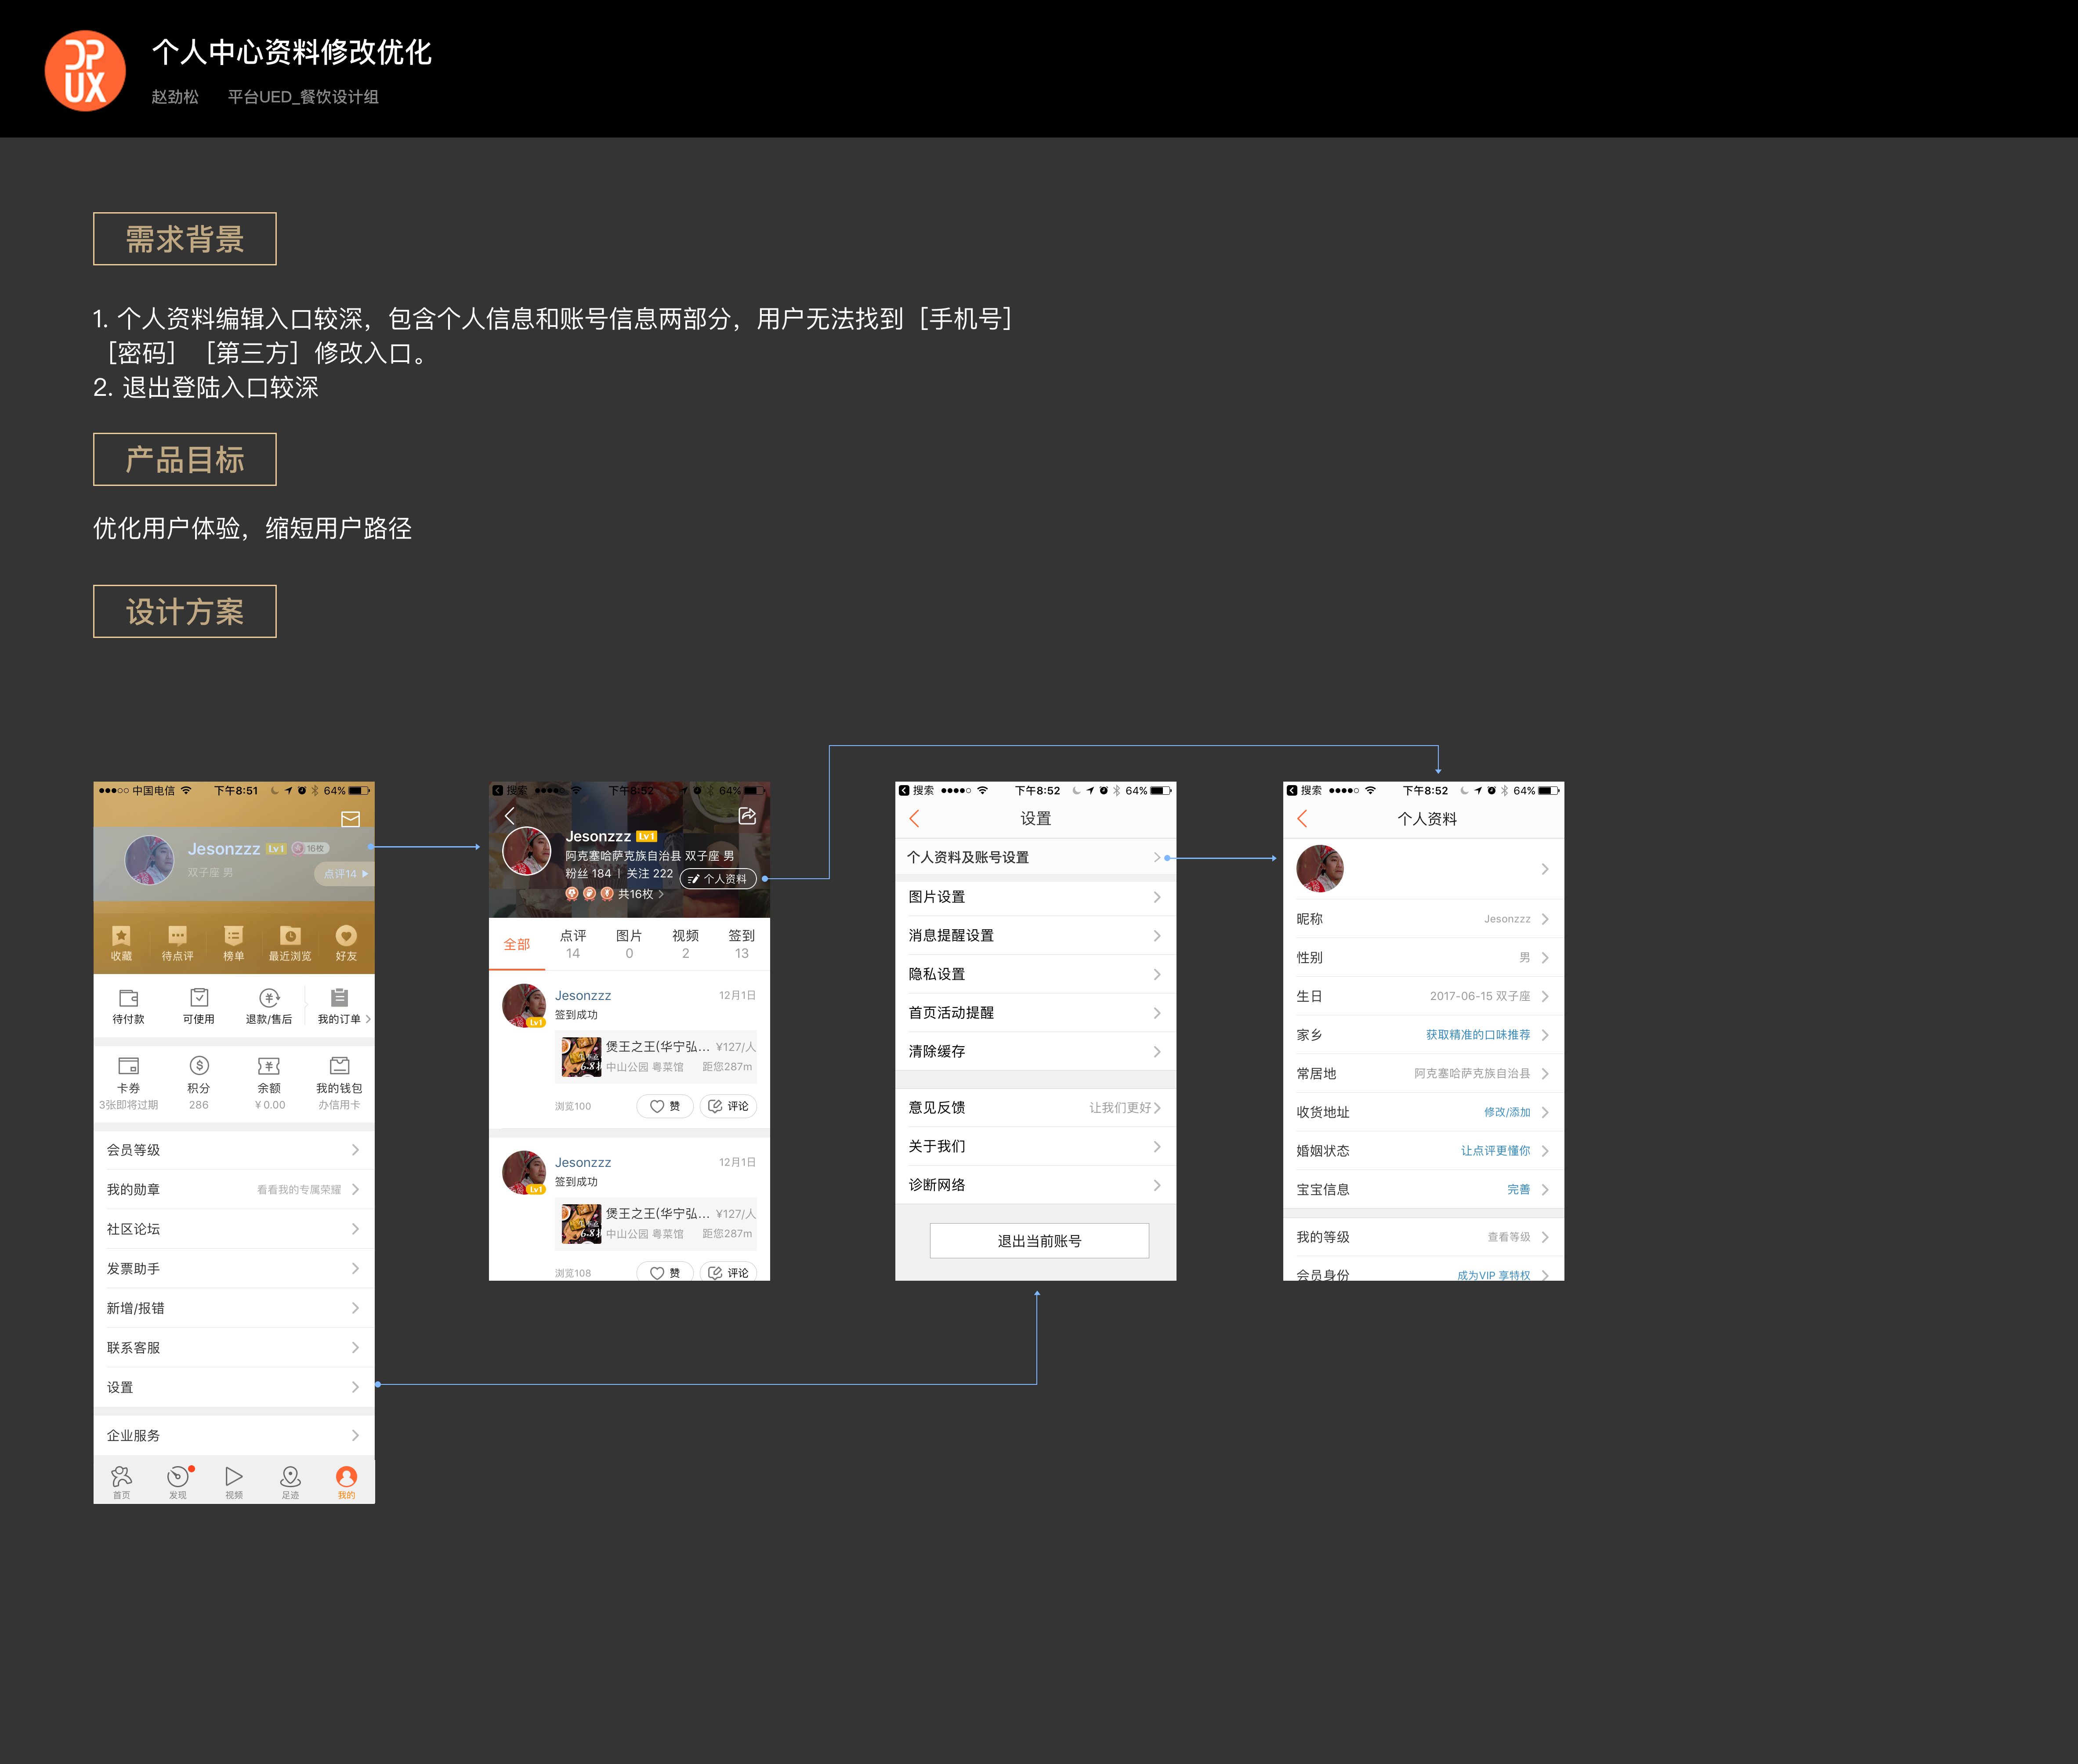 DP
UX
个人中心资料修改优化
赵劲松 平台UED_餐饮设计组
需求背景
1. 个人资料编辑入口较深，包含个人信息和账号信息两部分，用户无法找到［手机号］
［密码］［第三方］修改入口。
2. 退出登陆入口较深
产品目标
优化用户体验，缩短用户路径
设计方案
中国电信 下午8:51 64%
Jesonzzz Lv1 16枚
双子座 男
点评14
收藏 待点评 榜单 最近浏览 好友
待付款 可使用 退款/售后 我的订单
卡券 积分 余额 我的钱包
3张即将过期 286 ¥0.00 办信用卡
会员等级
我的勋章 看看我的专属荣耀
社区论坛
发票助手
新增/报错
联系客服
设置
企业服务
首页 发现 视频 足迹 我的
搜索 下午8:52 64%
Jesonzzz Lv1
阿克塞哈萨克族自治县 双子座 男
粉丝 184 | 关注 222
个人资料
共16枚
全部 点评 图片 视频 签到
14 0 2 13
Jesonzzz 12月1日
签到成功
Lv1
煲王之王(华宁弘... ¥127/人
中山公园 粤菜馆 距您287m
浏览100 赞 评论
Jesonzzz 12月1日
签到成功
Lv1
煲王之王(华宁弘... ¥127/人
中山公园 粤菜馆 距您287m
浏览108 赞 评论
搜索 下午8:52 64%
设置
个人资料及账号设置
图片设置
消息提醒设置
隐私设置
首页活动提醒
清除缓存
意见反馈 让我们更好
关于我们
诊断网络
退出当前账号
搜索 下午8:52 64%
个人资料
昵称 Jesonzzz
性别 男
生日 2017-06-15 双子座
家乡 获取精准的口味推荐
常居地 阿克塞哈萨克族自治县
收货地址 修改/添加
婚姻状态 让点评更懂你
宝宝信息 完善
我的等级 查看等级
会员身份 成为VIP 享特权